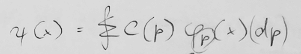 ψ(x) = ∮ C(p) φp(x)(dp)